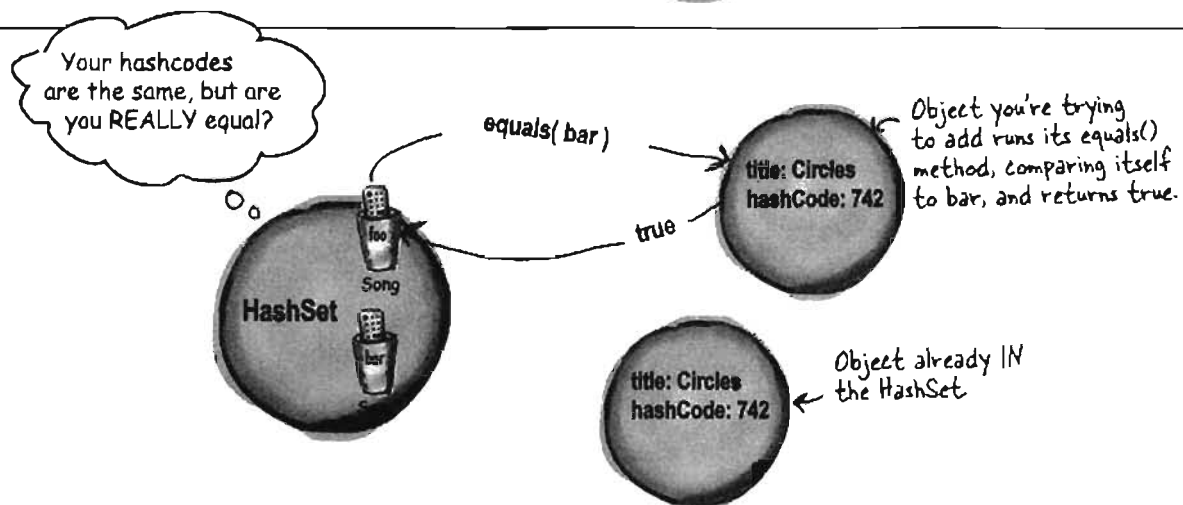 Your hashcodes
are the same, but are
you REALLY equal?
equals(bar)
title: Circles
hashCode: 742
Object you're trying
to add runs its equals()
method, comparing itself
to bar, and returns true.
true
foo
Song
HashSet
bar
title: Circles
hashCode: 742
Object already IN
the HashSet